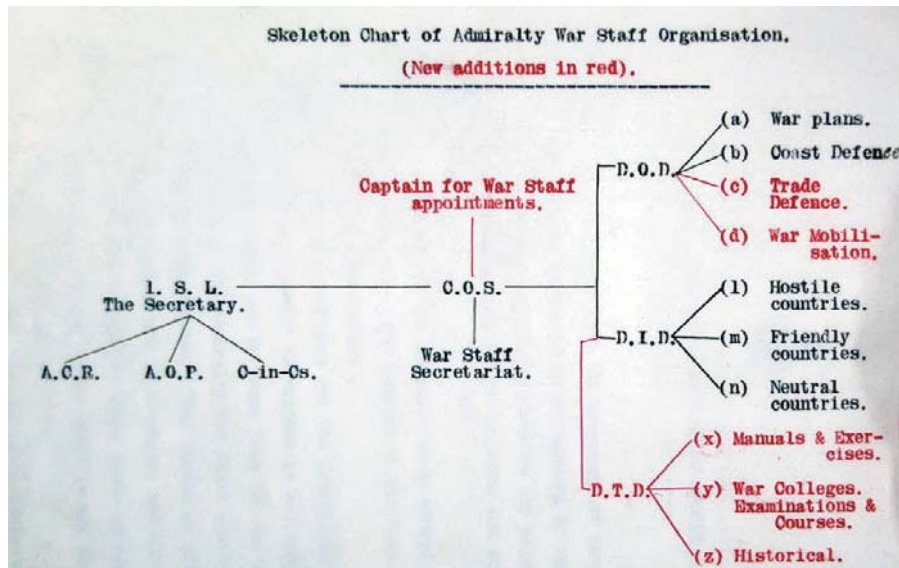 Skeleton Chart of Admiralty War Staff Organisation.
(New additions in red).
Captain for War Staff
appointments.
1. S. L.
The Secretary.
A.C.R.
A.O.P.
C-in-Cs.
C.O.S.
War Staff
Secretariat.
D.O.D.
(a) War plans.
(b) Coast Defence
(c) Trade
Defence.
(d) War Mobili-
sation.
D.I.D.
(l) Hostile
countries.
(m) Friendly
countries.
(n) Neutral
countries.
D.T.D.
(x) Manuals & Exer-
cises.
(y) War Colleges.
Examinations &
Courses.
(z) Historical.